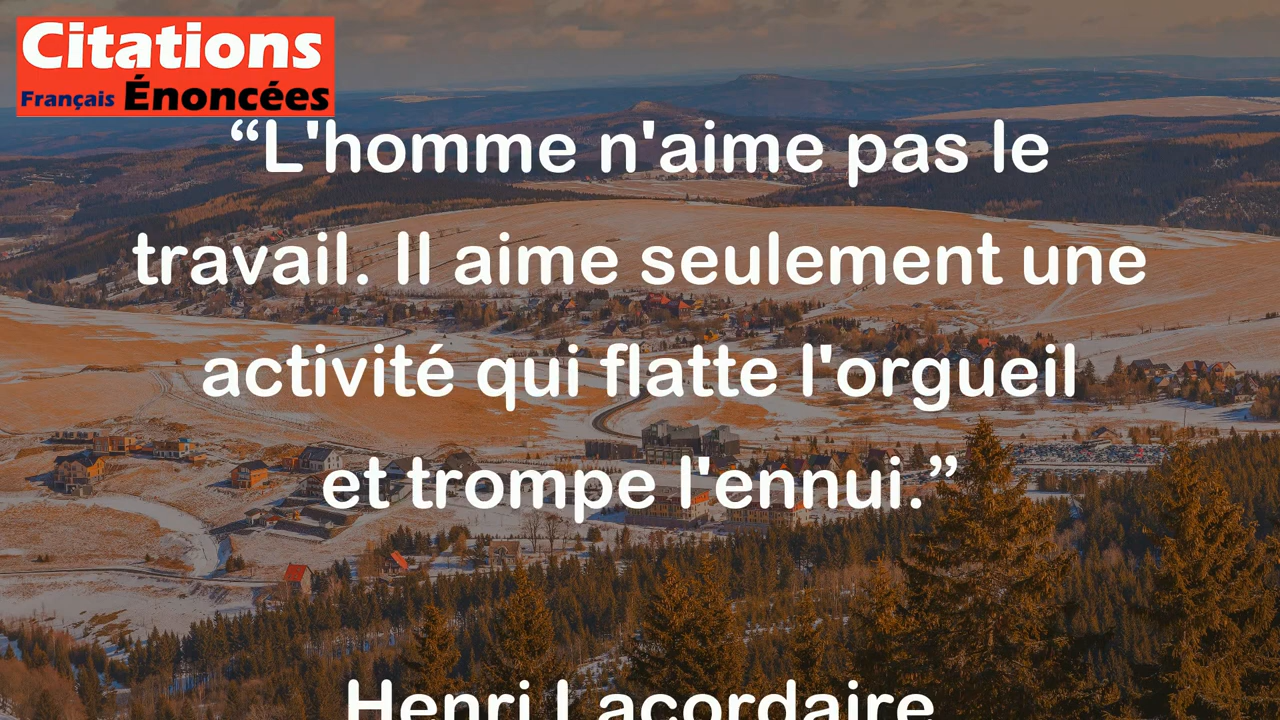 Citations
Français Énoncées
“L'homme n'aime pas le
travail. Il aime seulement une
activité qui flatte l'orgueil
et trompe l'ennui.”
Henri Lacordaire